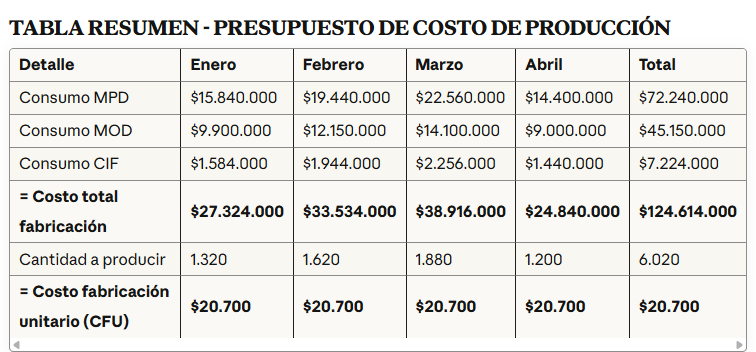 TABLA RESUMEN - PRESUPUESTO DE COSTO DE PRODUCCIÓN
Detalle Enero Febrero Marzo Abril Total
Consumo MPD $15.840.000 $19.440.000 $22.560.000 $14.400.000 $72.240.000
Consumo MOD $9.900.000 $12.150.000 $14.100.000 $9.000.000 $45.150.000
Consumo CIF $1.584.000 $1.944.000 $2.256.000 $1.440.000 $7.224.000
= Costo total
fabricación $27.324.000 $33.534.000 $38.916.000 $24.840.000 $124.614.000
Cantidad a producir 1.320 1.620 1.880 1.200 6.020
= Costo fabricación
unitario (CFU) $20.700 $20.700 $20.700 $20.700 $20.700